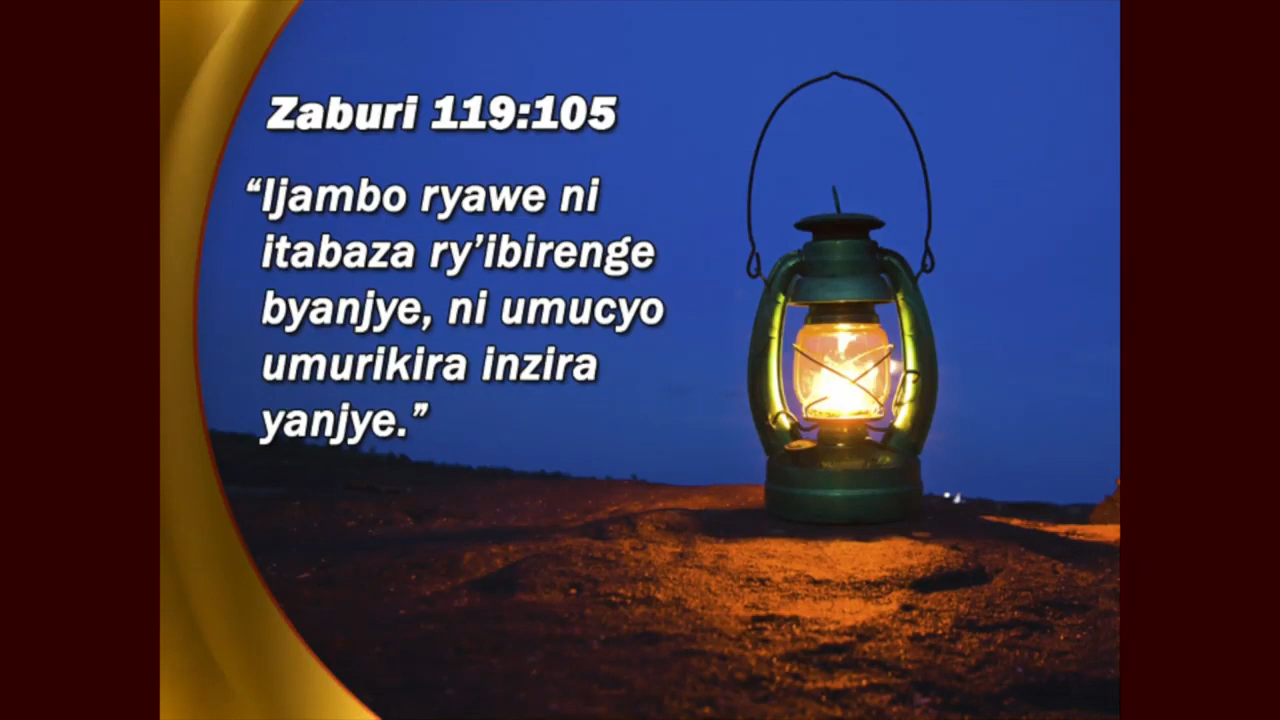 Zaburi 119:105
“Ijambo ryawe ni
itabaza ry’ibirenge
byanjye, ni umucyo
umurikira inzira
yanjye.”